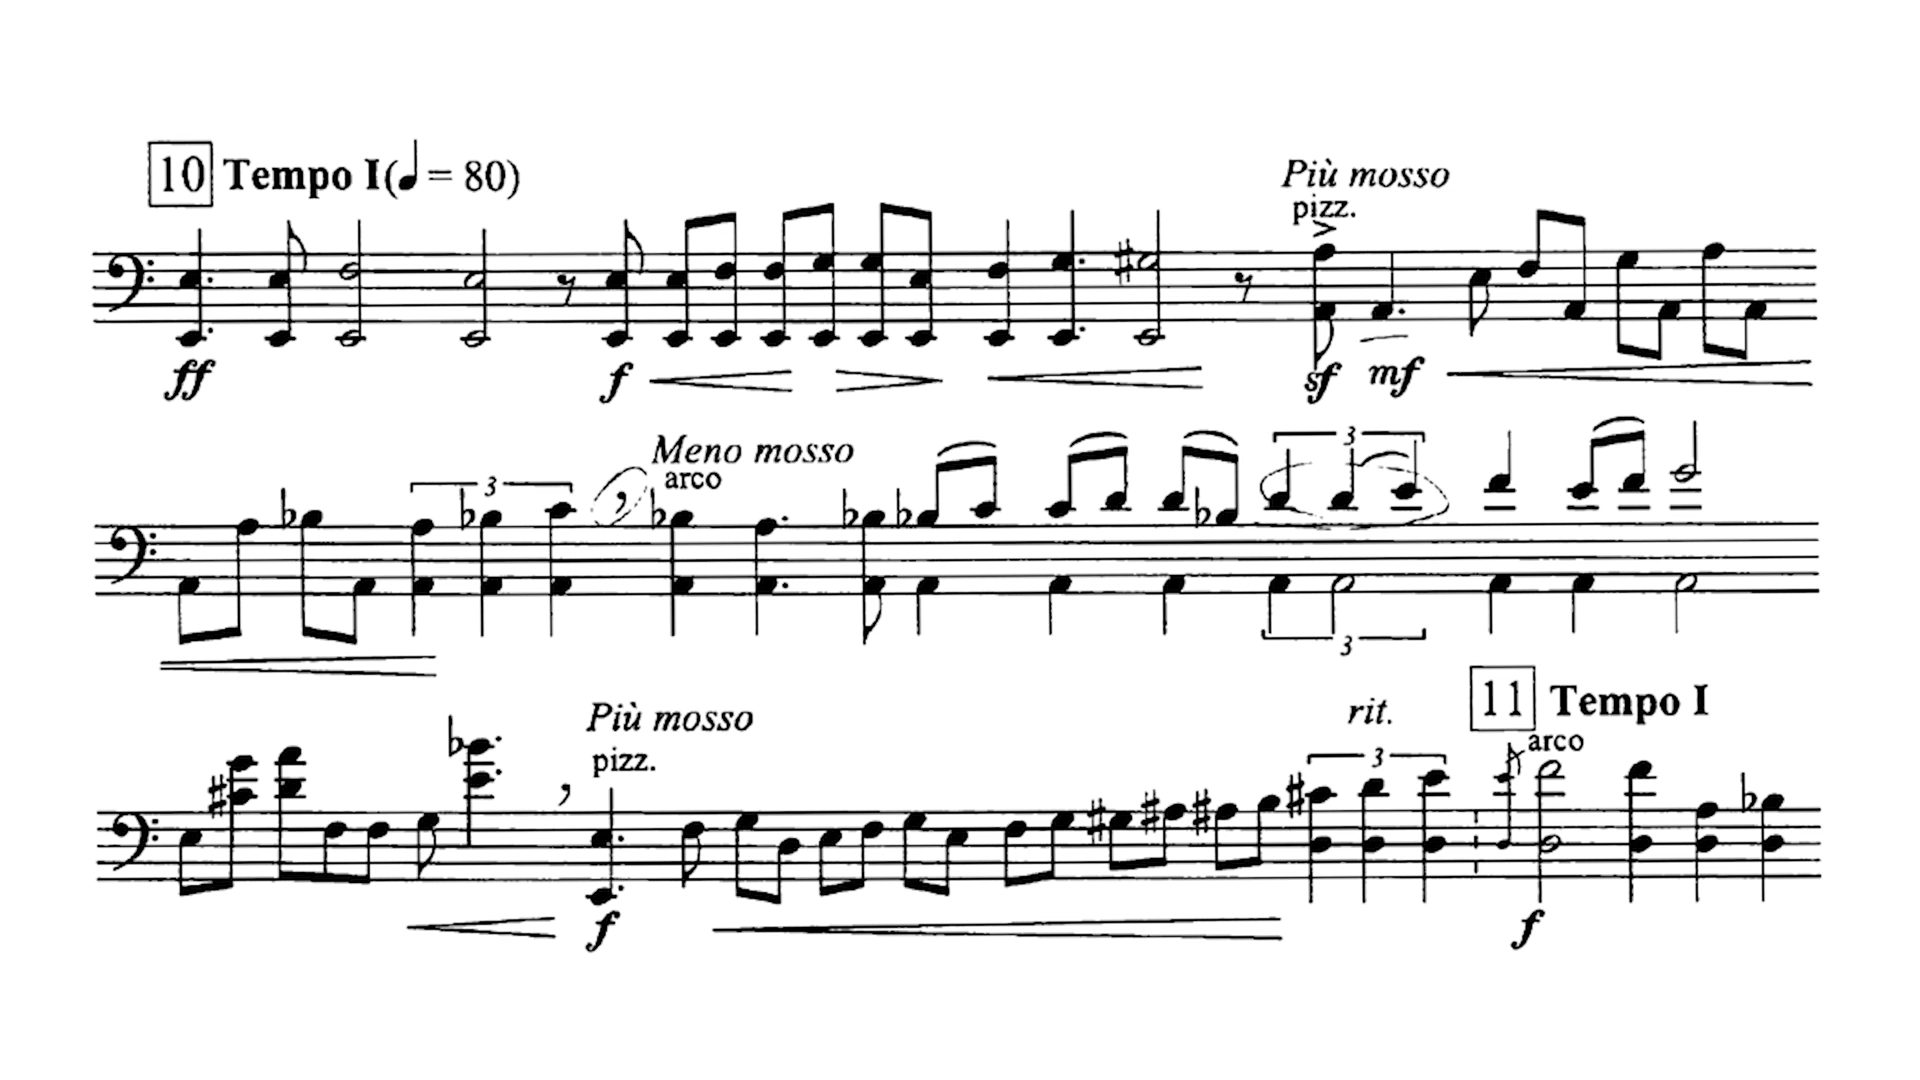 10 Tempo I(♩ = 80)
Più mosso
pizz.
ff f sf mf
Meno mosso
3 arco 3
3
Più mosso rit. 11 Tempo I
pizz. 3 arco
f f